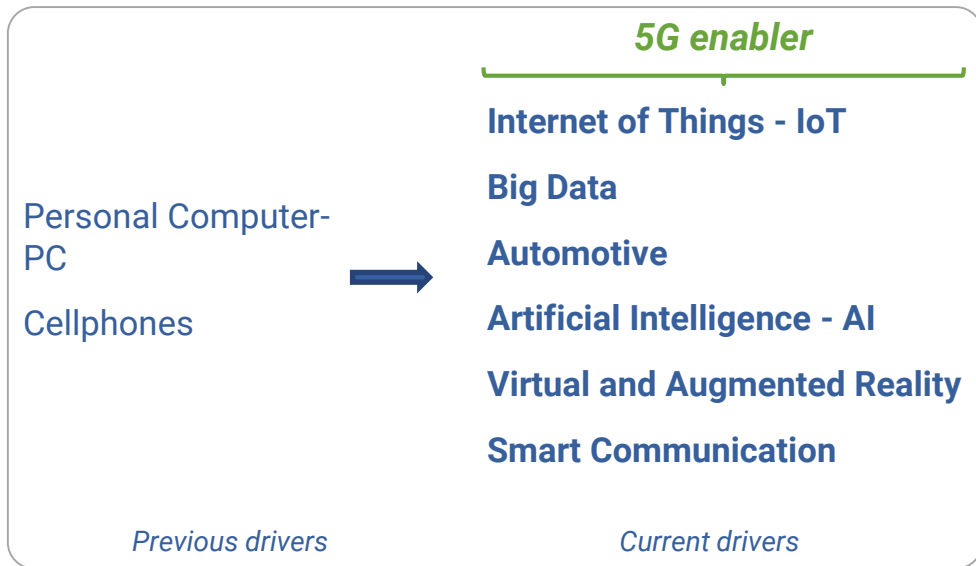 5G enabler
Personal Computer-
PC
Cellphones
Internet of Things - IoT
Big Data
Automotive
Artificial Intelligence - AI
Virtual and Augmented Reality
Smart Communication
Previous drivers
Current drivers